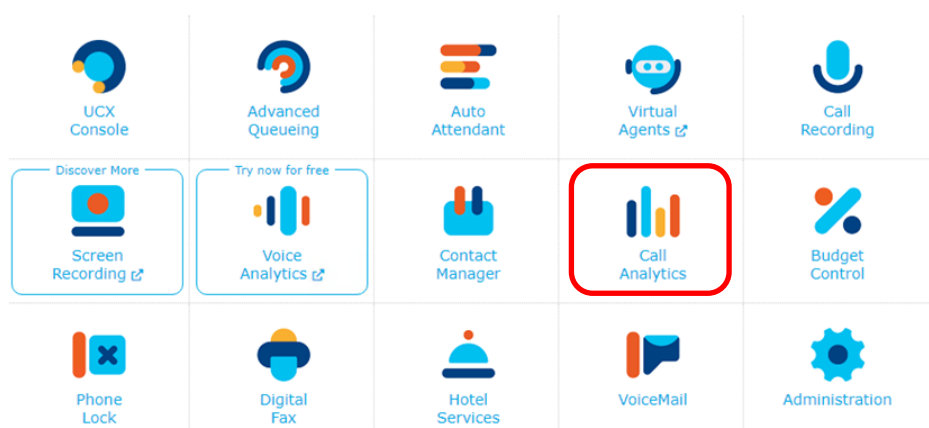 UCX
Console
Advanced
Queueing
Auto
Attendant
Virtual
Agents
Call
Recording
Discover More
Screen
Recording
Try now for free
Voice
Analytics
Contact
Manager
Call
Analytics
Budget
Control
Phone
Lock
Digital
Fax
Hotel
Services
VoiceMail
Administration